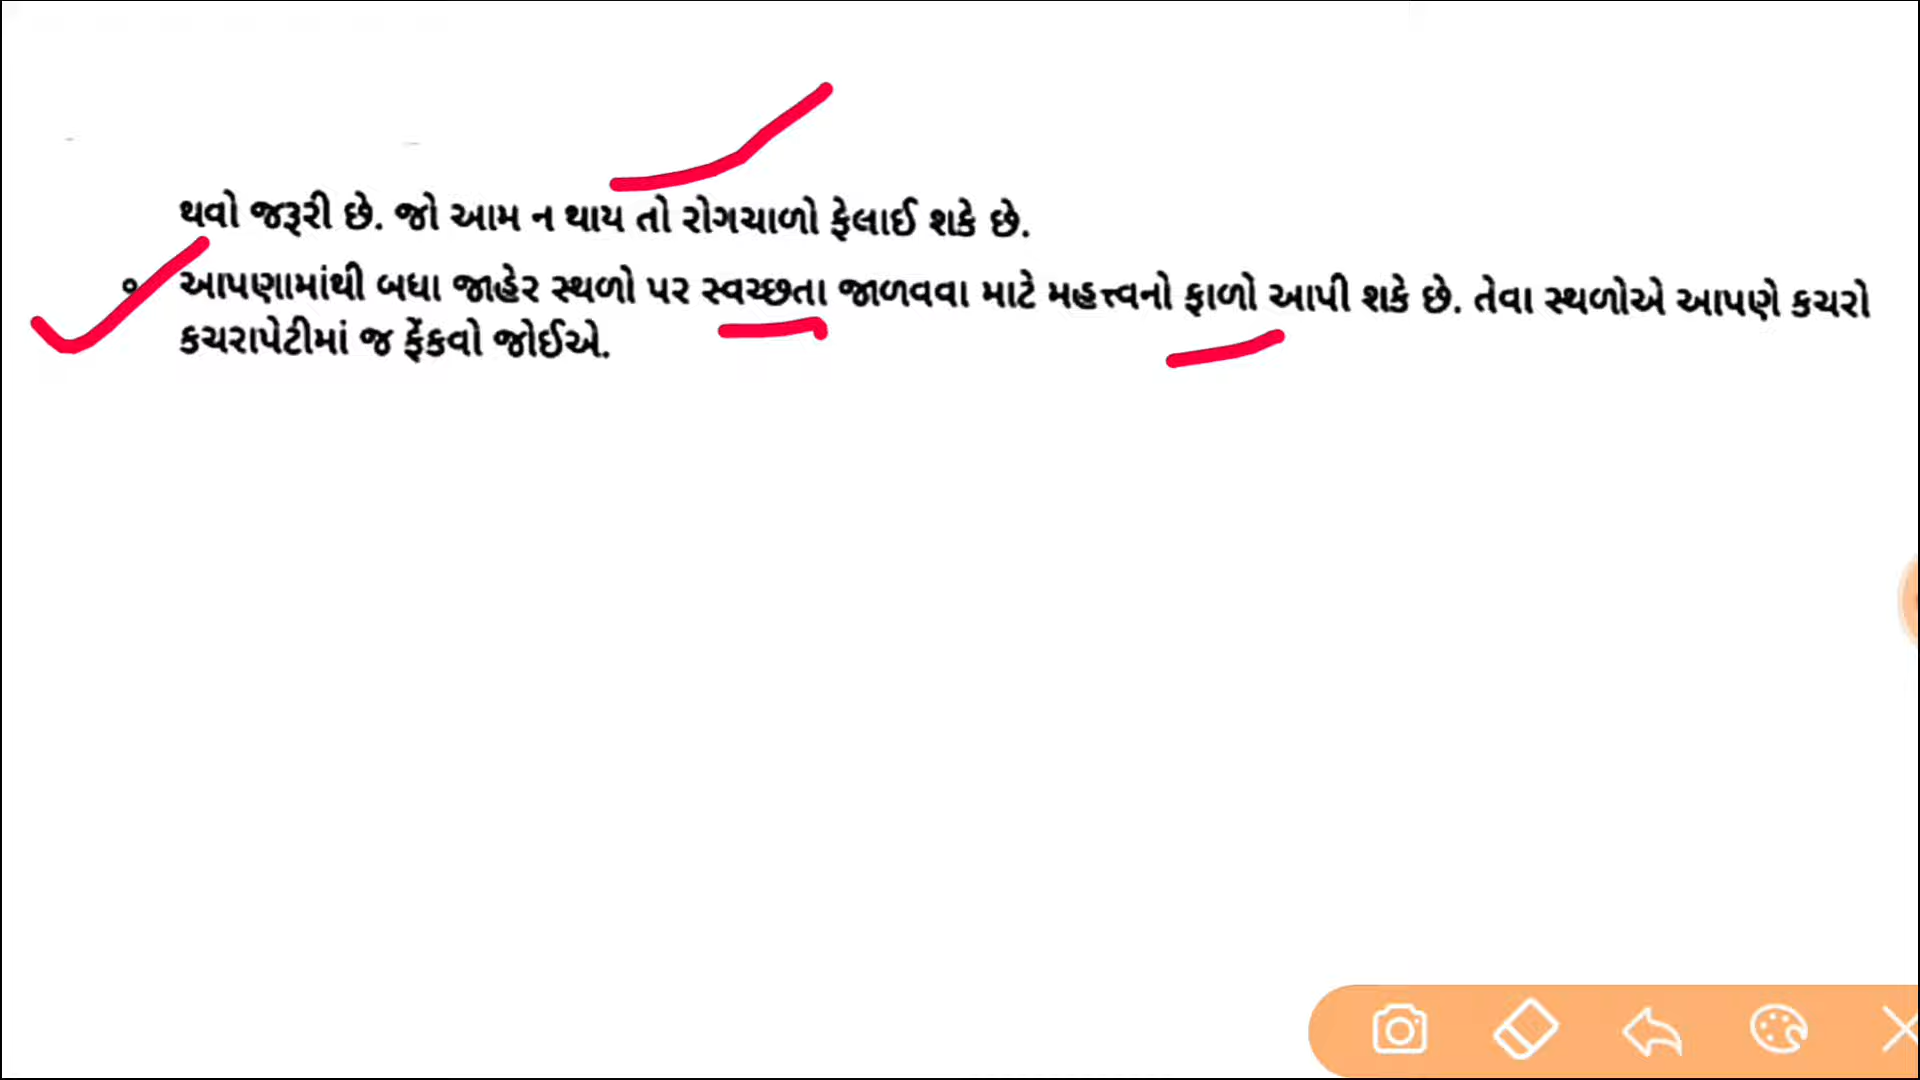 થવો જરૂરી છે. જો આમ ન થાય તો રોગચાળો ફેલાઈ શકે છે.
આપણામાંથી બધા જાહેર સ્થળો પર સ્વચ્છતા જાળવવા માટે મહત્ત્વનો ફાળો આપી શકે છે. તેવા સ્થળોએ આપણે કચરો
કચરાપેટીમાં જ ફેંકવો જોઈએ.